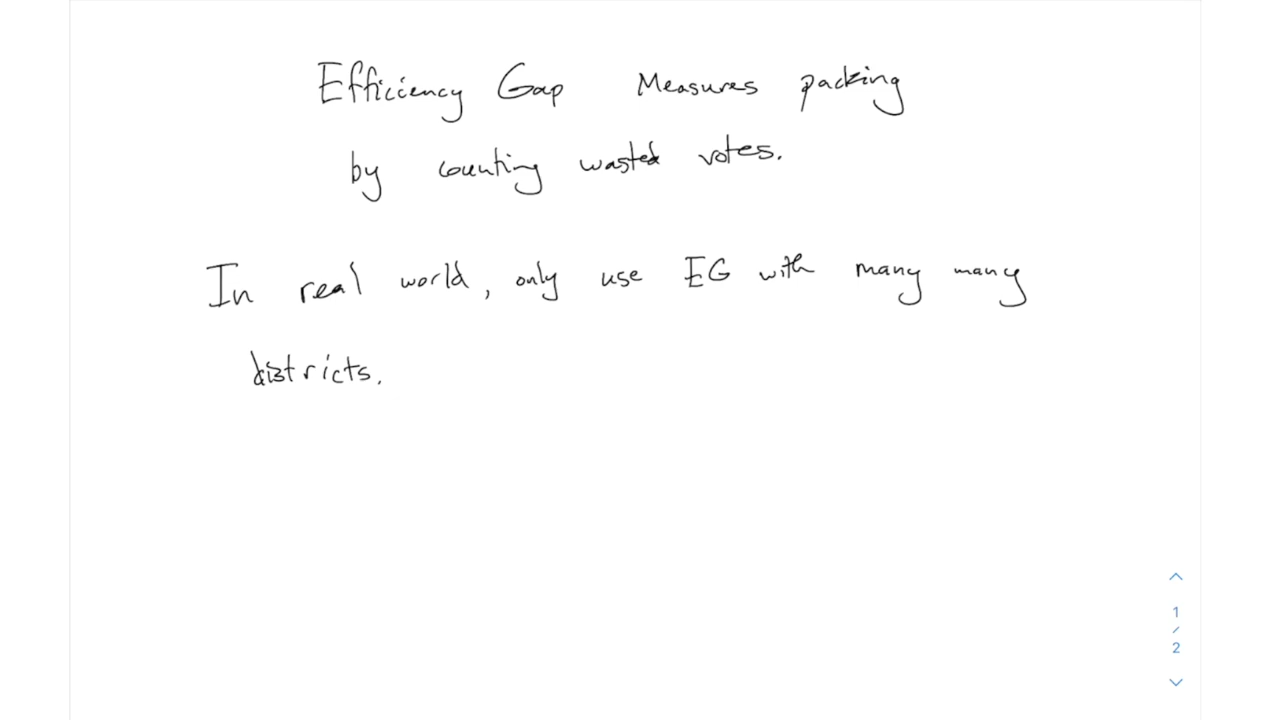 Efficiency Gap Measures packing
by counting wasted votes.
In real world, only use EG with many many
districts.
1
/
2